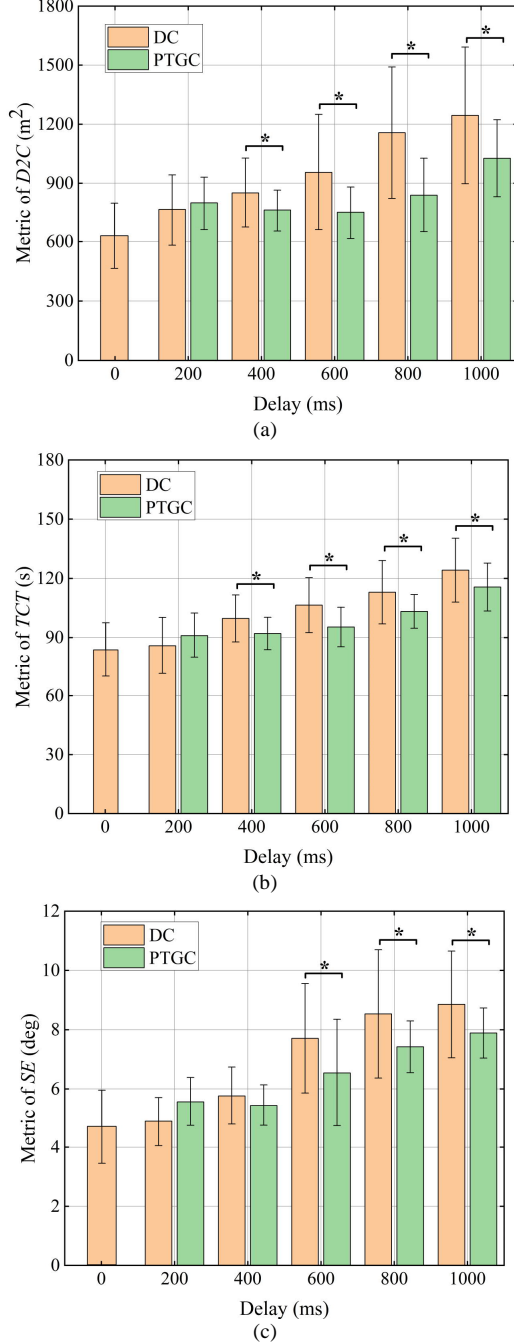 1800
1500
1200
900
600
300
0
Metric of D2C (m²)
DC
PTGC
*
*
*
*
0 200 400 600 800 1000
Delay (ms)
(a)
180
150
120
90
60
30
0
Metric of TCT (s)
DC
PTGC
*
*
*
*
0 200 400 600 800 1000
Delay (ms)
(b)
12
10
8
6
4
2
0
Metric of SE (deg)
DC
PTGC
*
*
*
0 200 400 600 800 1000
Delay (ms)
(c)